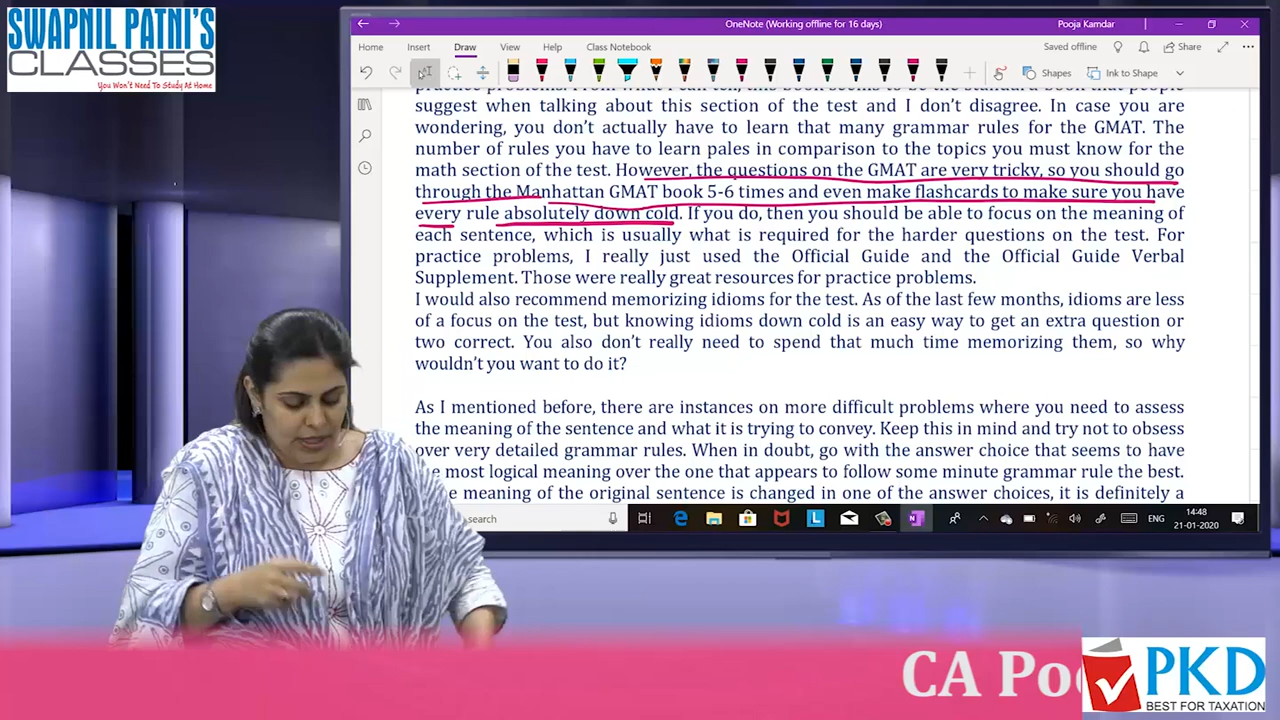 SWAPNIL PATNI'S
CLASSES
You Won't Need To Study At Home
OneNote (Working offline for 16 days)
Pooja Kamdar
Home Insert Draw View Help Class Notebook
Saved offline
Share
Shapes
Ink to Shape
practice problems. From what I can tell, this book seems to be the standard book that people
suggest when talking about this section of the test and I don't disagree. In case you are
wondering, you don't actually have to learn that many grammar rules for the GMAT. The
number of rules you have to learn pales in comparison to the topics you must know for the
math section of the test. However, the questions on the GMAT are very tricky, so you should go
through the Manhattan GMAT book 5-6 times and even make flashcards to make sure you have
every rule absolutely down cold. If you do, then you should be able to focus on the meaning of
each sentence, which is usually what is required for the harder questions on the test. For
practice problems, I really just used the Official Guide and the Official Guide Verbal
Supplement. Those were really great resources for practice problems.
I would also recommend memorizing idioms for the test. As of the last few months, idioms are less
of a focus on the test, but knowing idioms down cold is an easy way to get an extra question or
two correct. You also don't really need to spend that much time memorizing them, so why
wouldn't you want to do it?
As I mentioned before, there are instances on more difficult problems where you need to assess
the meaning of the sentence and what it is trying to convey. Keep this in mind and try not to obsess
over very detailed grammar rules. When in doubt, go with the answer choice that seems to have
most logical meaning over the one that appears to follow some minute grammar rule the best.
meaning of the original sentence is changed in one of the answer choices, it is definitely a
search
ENG
14:48
21-01-2020
CA Poo
PKD
BEST FOR TAXATION